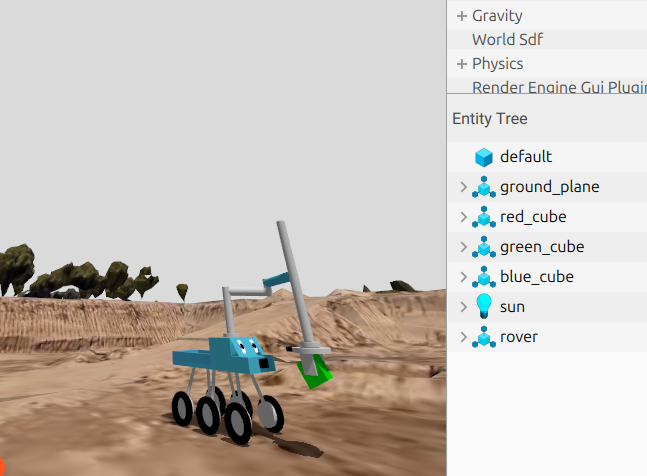 Gravity
World Sdf
Physics
Render Engine Gui Plugin
Entity Tree
default
ground_plane
red_cube
green_cube
blue_cube
sun
rover